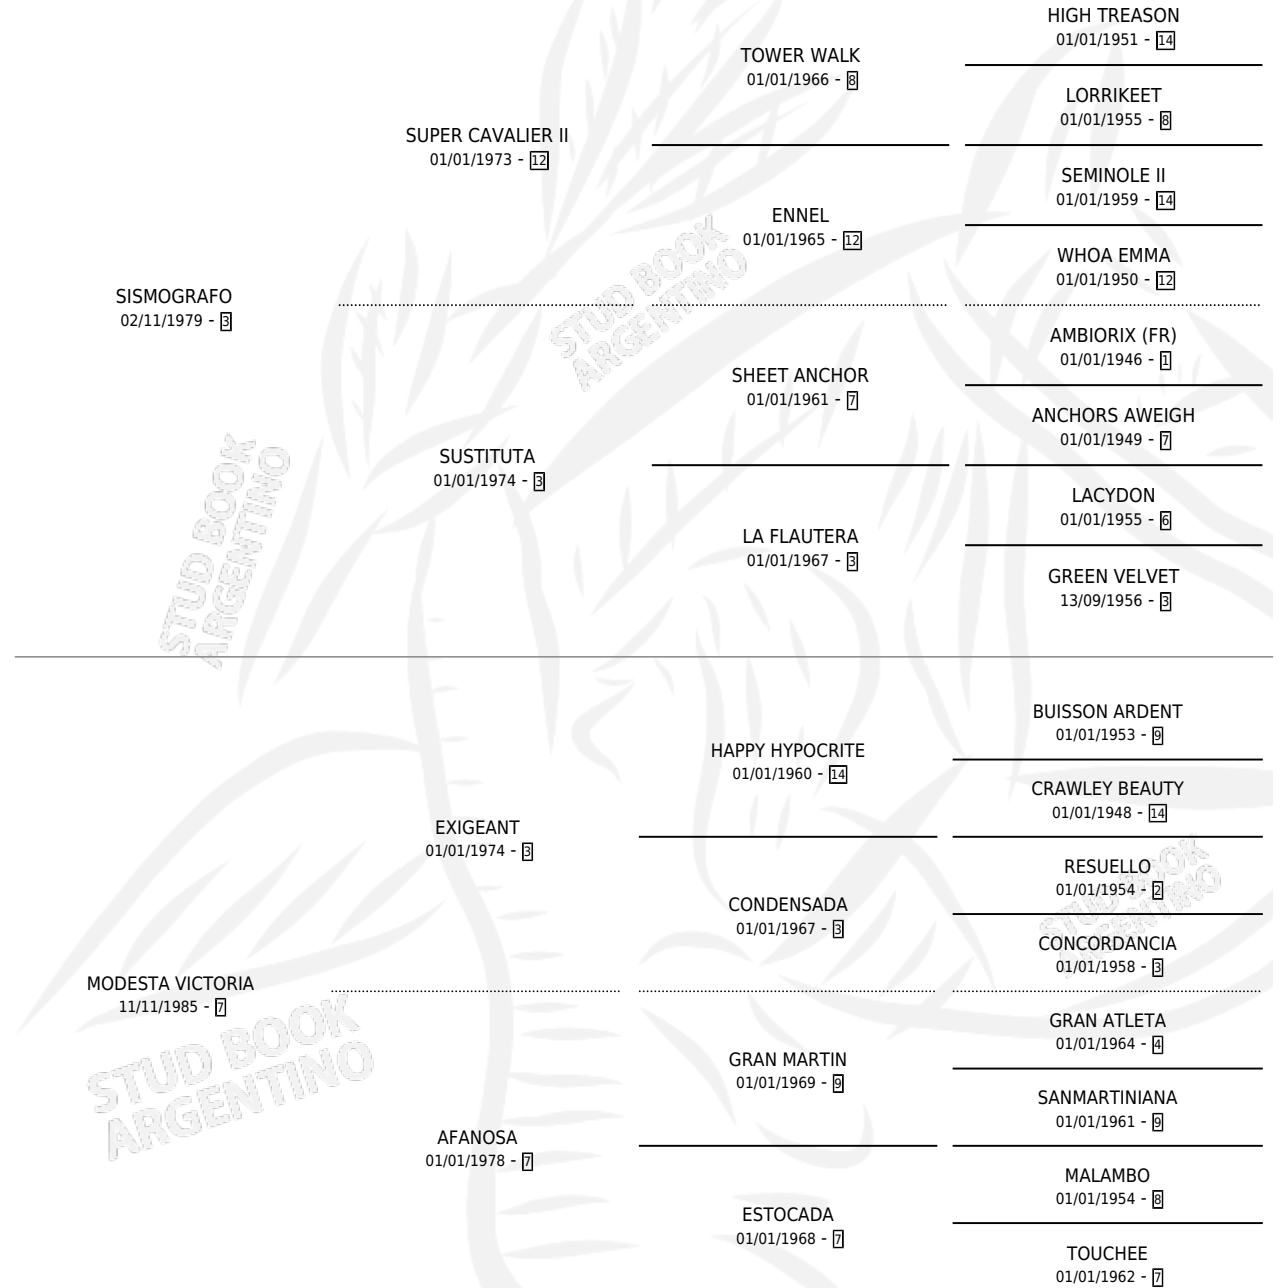 HIGH TREASON
01/01/1951 - 14
TOWER WALK
01/01/1966 - 8
LORRIKEET
01/01/1955 - 8
SUPER CAVALIER II
01/01/1973 - 12
SEMINOLE II
01/01/1959 - 14
ENNEL
01/01/1965 - 12
WHOA EMMA
01/01/1950 - 12
SISMOGRAFO
02/11/1979 - 3
STUD BOOK
ARGENTINO
AMBIORIX (FR)
01/01/1946 - 1
SHEET ANCHOR
01/01/1961 - 7
ANCHORS AWEIGH
01/01/1949 - 7
SUSTITUTA
01/01/1974 - 3
LACYDON
01/01/1955 - 6
LA FLAUTERA
01/01/1967 - 3
GREEN VELVET
13/09/1956 - 3
STUD BOOK
ARGENTINO
BUISSON ARDENT
01/01/1953 - 9
HAPPY HYPOCRITE
01/01/1960 - 14
CRAWLEY BEAUTY
01/01/1948 - 14
EXIGEANT
01/01/1974 - 3
RESUELLO
01/01/1954 - 2
CONDENSADA
01/01/1967 - 3
CONCORDANCIA
01/01/1958 - 3
STUD BOOK
ARGENTINO
MODESTA VICTORIA
11/11/1985 - 7
GRAN ATLETA
01/01/1964 - 4
GRAN MARTIN
01/01/1969 - 9
SANMARTINIANA
01/01/1961 - 9
STUD BOOK
ARGENTINO
AFANOSA
01/01/1978 - 7
MALAMBO
01/01/1954 - 8
ESTOCADA
01/01/1968 - 7
TOUCHEE
01/01/1962 - 7